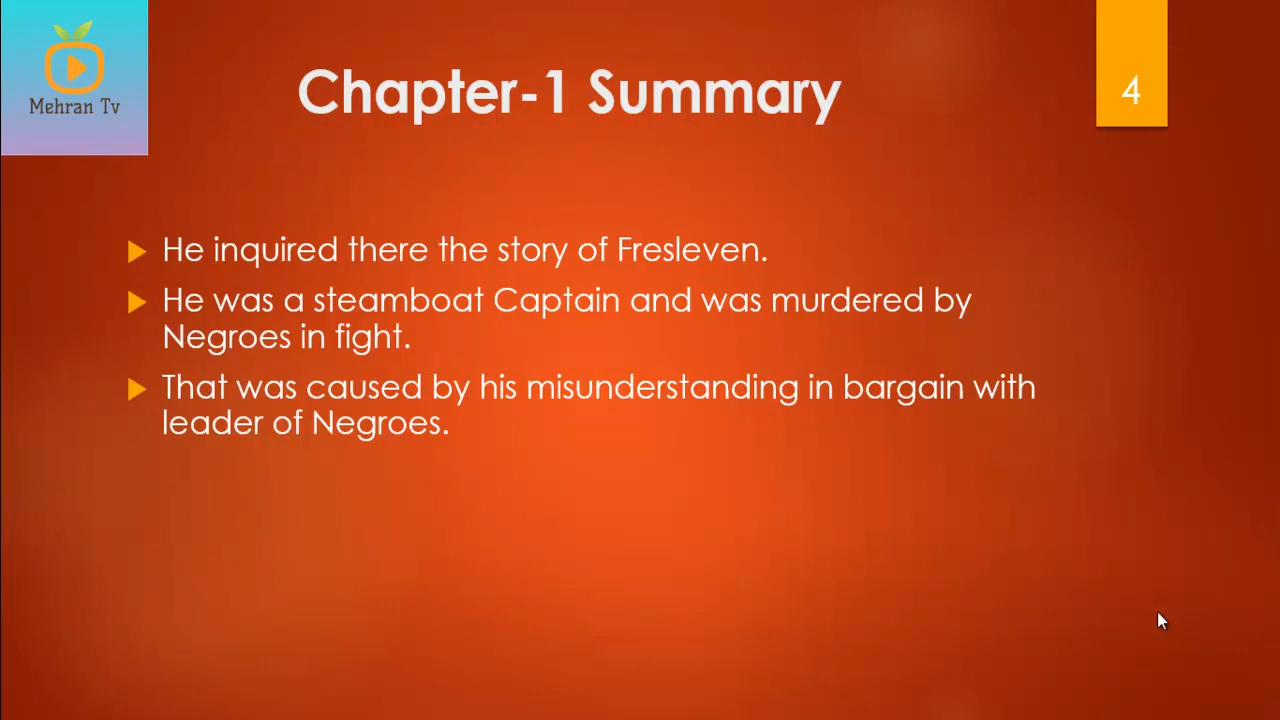 Mehran Tv
Chapter-1 Summary
4
He inquired there the story of Fresleven.
He was a steamboat Captain and was murdered by
Negroes in fight.
That was caused by his misunderstanding in bargain with
leader of Negroes.